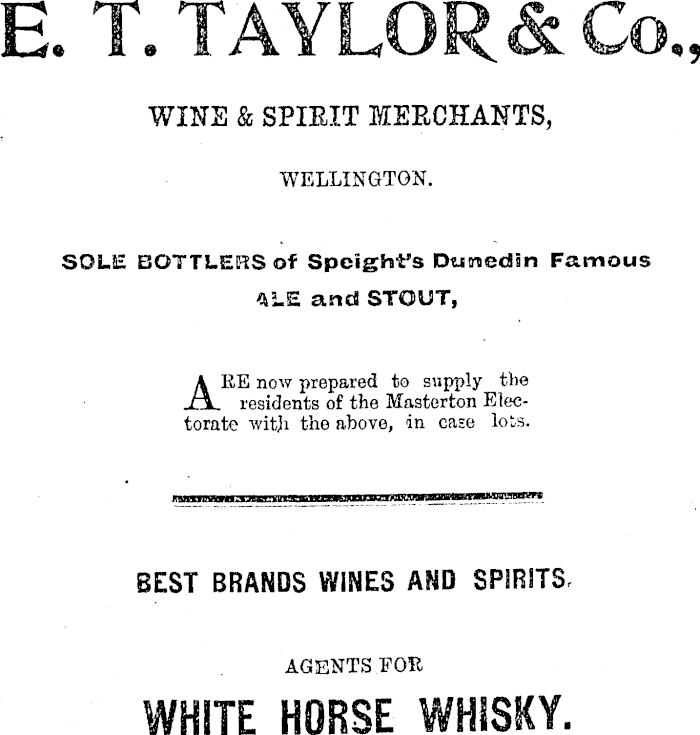 E. T. TAYLOR & Co.,
WINE & SPIRIT MERCHANTS,
WELLINGTON.
SOLE BOTTLERS of Speight's Dunedin Famous
ALE and STOUT,
ARE now prepared to supply the
residents of the Masterton Elec-
torate with the above, in case lots.
BEST BRANDS WINES AND SPIRITS.
AGENTS FOR
WHITE HORSE WHISKY.